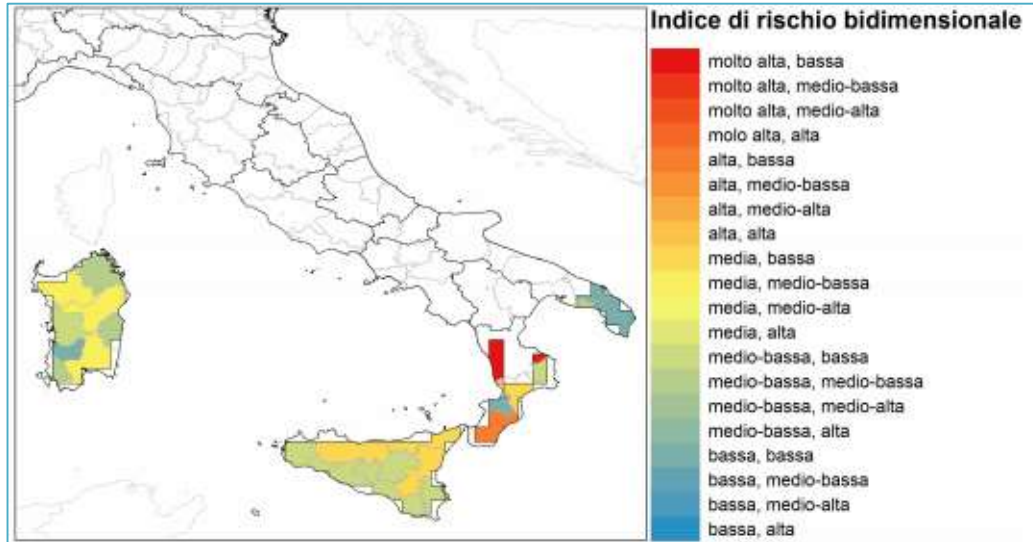 Indice di rischio bidimensionale
molto alta, bassa
molto alta, medio-bassa
molto alta, medio-alta
molo alta, alta
alta, bassa
alta, medio-bassa
alta, medio-alta
alta, alta
media, bassa
media, medio-bassa
media, medio-alta
media, alta
medio-bassa, bassa
medio-bassa, medio-bassa
medio-bassa, medio-alta
medio-bassa, alta
bassa, bassa
bassa, medio-bassa
bassa, medio-alta
bassa, alta